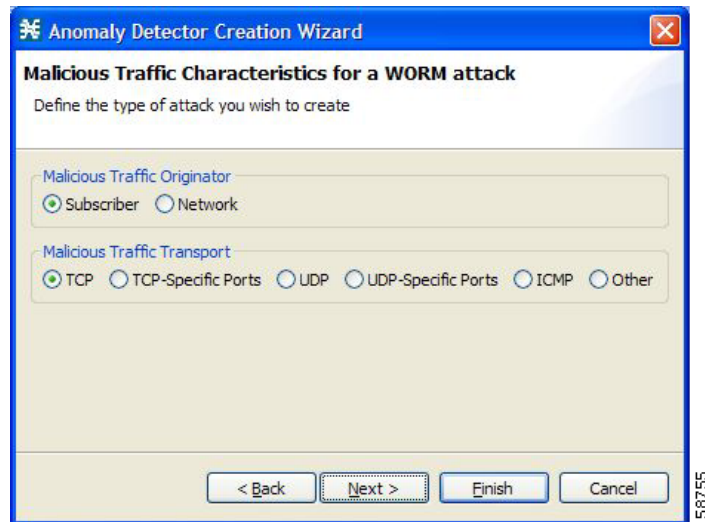 Anomaly Detector Creation Wizard
Malicious Traffic Characteristics for a WORM attack
Define the type of attack you wish to create
Malicious Traffic Originator
Subscriber Network
Malicious Traffic Transport
TCP TCP-Specific Ports UDP UDP-Specific Ports ICMP Other
< Back Next > Finish Cancel
58755